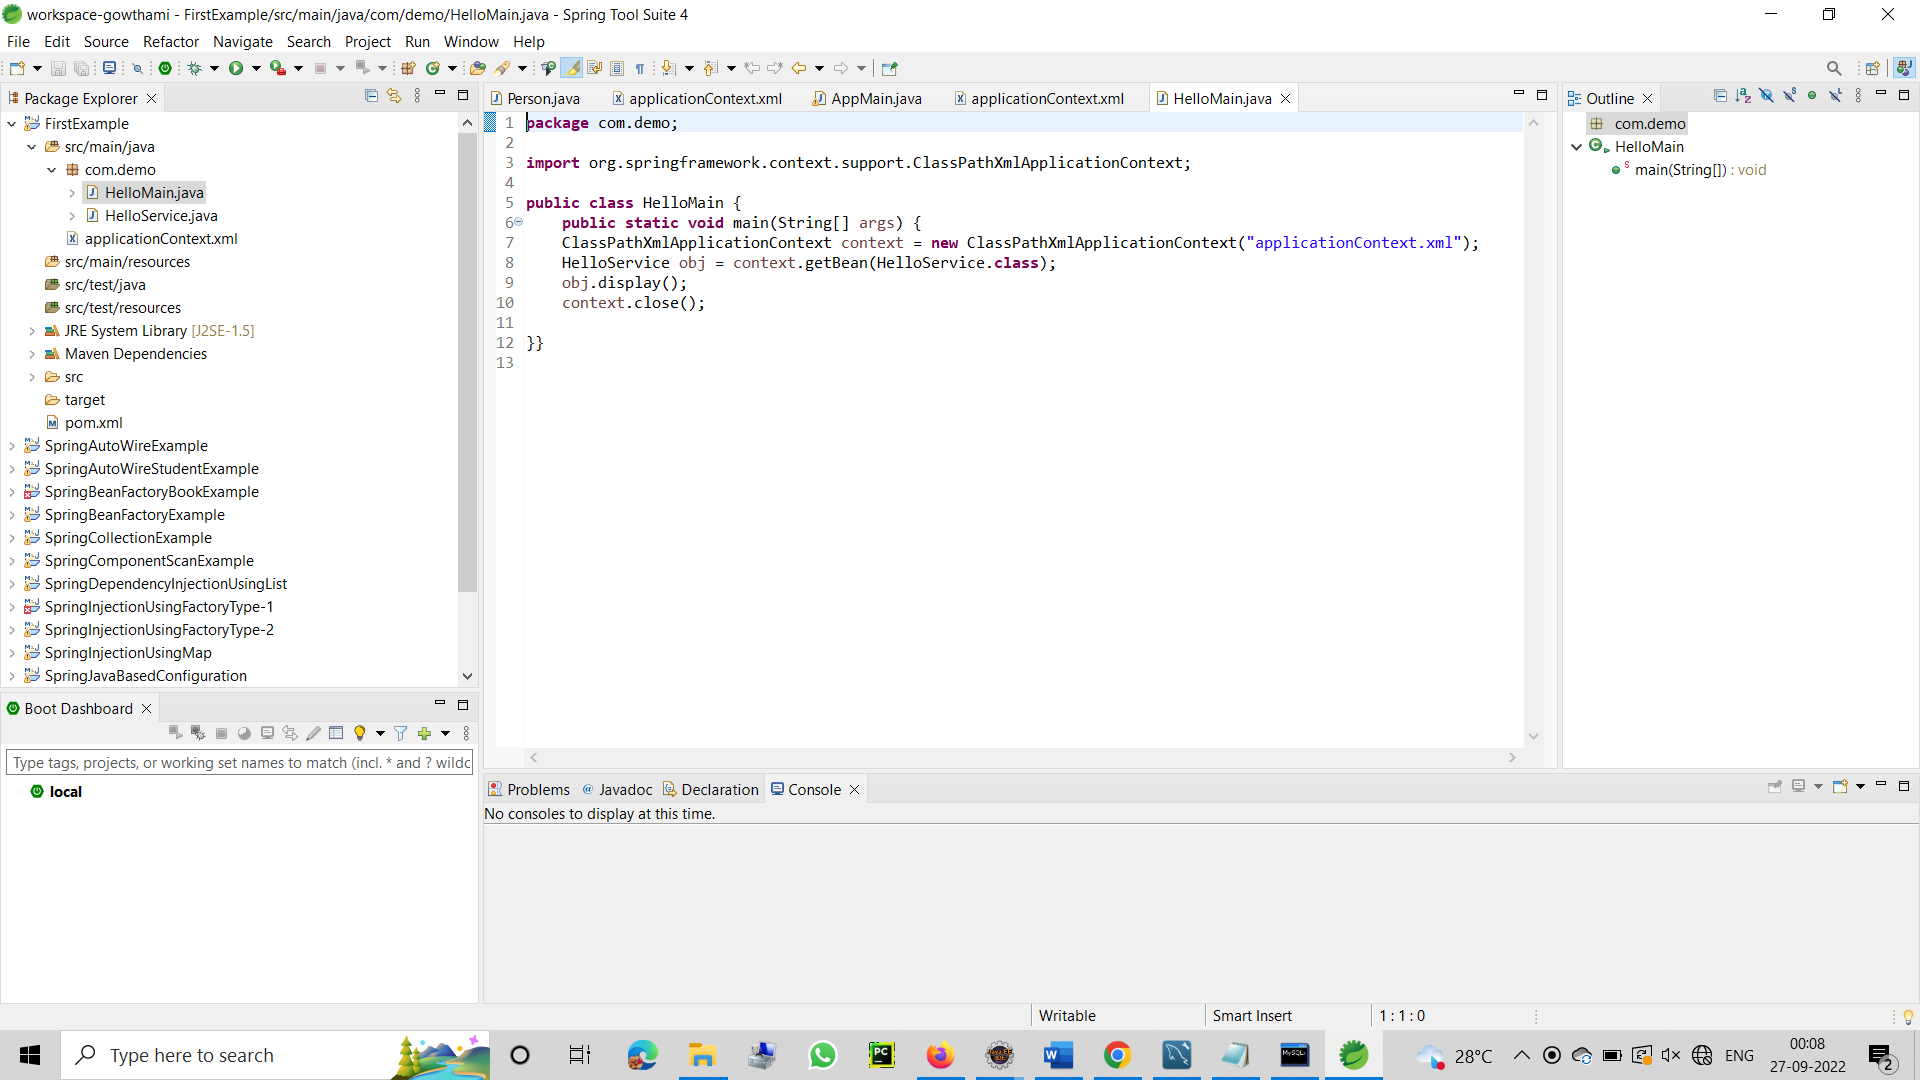 workspace-gowthami - FirstExample/src/main/java/com/demo/HelloMain.java - Spring Tool Suite 4
File Edit Source Refactor Navigate Search Project Run Window Help
Package Explorer
FirstExample
src/main/java
com.demo
HelloMain.java
HelloService.java
applicationContext.xml
src/main/resources
src/test/java
src/test/resources
JRE System Library [J2SE-1.5]
Maven Dependencies
src
target
pom.xml
SpringAutoWireExample
SpringAutoWireStudentExample
SpringBeanFactoryBookExample
SpringBeanFactoryExample
SpringCollectionExample
SpringComponentScanExample
SpringDependencyInjectionUsingList
SpringInjectionUsingFactoryType-1
SpringInjectionUsingFactoryType-2
SpringInjectionUsingMap
SpringJavaBasedConfiguration
Boot Dashboard
Type tags, projects, or working set names to match (incl. * and ? wildc
local
Person.java applicationContext.xml AppMain.java applicationContext.xml HelloMain.java
1 package com.demo;
2
3 import org.springframework.context.support.ClassPathXmlApplicationContext;
4
5 public class HelloMain {
6 public static void main(String[] args) {
7 ClassPathXmlApplicationContext context = new ClassPathXmlApplicationContext("applicationContext.xml");
8 HelloService obj = context.getBean(HelloService.class);
9 obj.display();
10 context.close();
11
12 }}
13
Outline
com.demo
HelloMain
main(String[]) : void
Problems Javadoc Declaration Console
No consoles to display at this time.
Writable Smart Insert 1 : 1 : 0
Type here to search
28°C ENG
00:08
27-09-2022
2